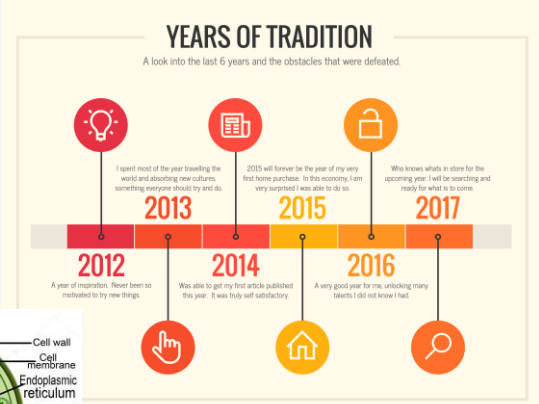 YEARS OF TRADITION
A look into the last 6 years and the obstacles that were defeated.
I spent most of the year travelling the
world and absorbing new cultures,
something everyone should try and do.
2013
2015 will forever be the year of my very
first home purchase. In this economy, I am
very surprised I was able to do so.
2015
Who knows whats in store for the
upcoming year. I will be searching and
ready for what is to come.
2017
2012
A year of inspiration. Never been so
motivated to try new things.
2014
Was able to get my first article published
this year. It was truly self satisfactory.
2016
A very good year for me, unlocking many
talents I did not know I had.
Cell wall
Cell
membrane
Endoplasmic
reticulum